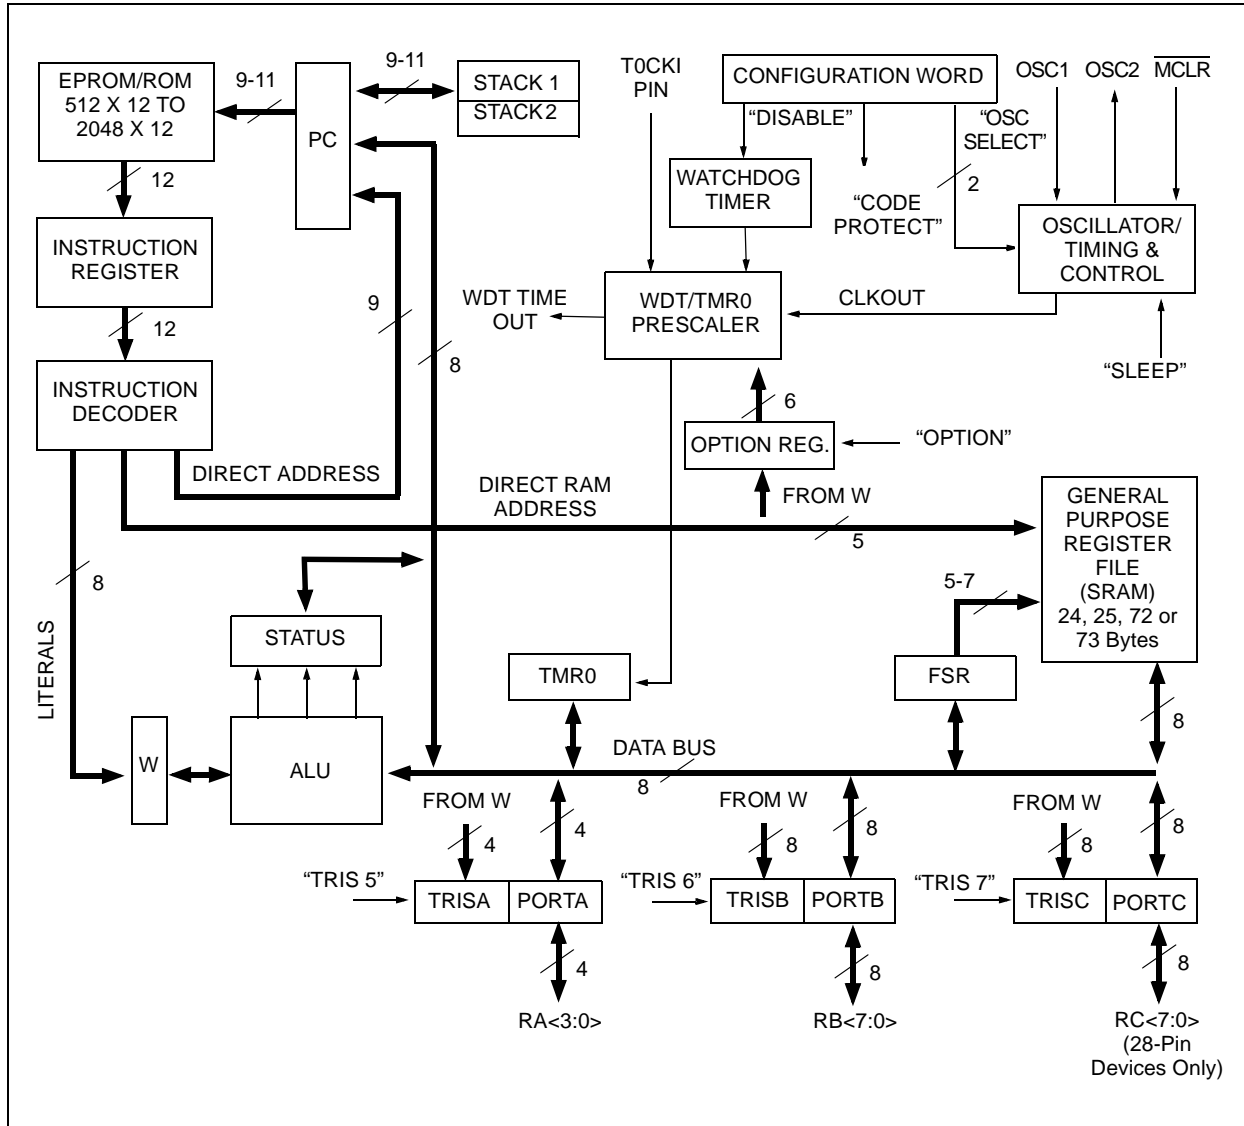 EPROM/ROM
512 X 12 TO
2048 X 12
9-11
PC
9-11
STACK 1
STACK 2
T0CKI
PIN
CONFIGURATION WORD
OSC1
OSC2
MCLR
"DISABLE"
"OSC
SELECT"
2
WATCHDOG
TIMER
"CODE
PROTECT"
OSCILLATOR/
TIMING &
CONTROL
12
INSTRUCTION
REGISTER
9
8
WDT TIME
OUT
WDT/TMR0
PRESCALER
CLKOUT
"SLEEP"
12
INSTRUCTION
DECODER
6
OPTION REG.
"OPTION"
DIRECT ADDRESS
DIRECT RAM
ADDRESS
FROM W
5
GENERAL
PURPOSE
REGISTER
FILE
(SRAM)
24, 25, 72 or
73 Bytes
8
LITERALS
STATUS
5-7
TMR0
FSR
8
W
ALU
DATA BUS
8
FROM W
4
4
FROM W
8
8
FROM W
8
8
"TRIS 5"
TRISA
PORTA
"TRIS 6"
TRISB
PORTB
"TRIS 7"
TRISC
PORTC
4
8
8
RA<3:0>
RB<7:0>
RC<7:0>
(28-Pin
Devices Only)